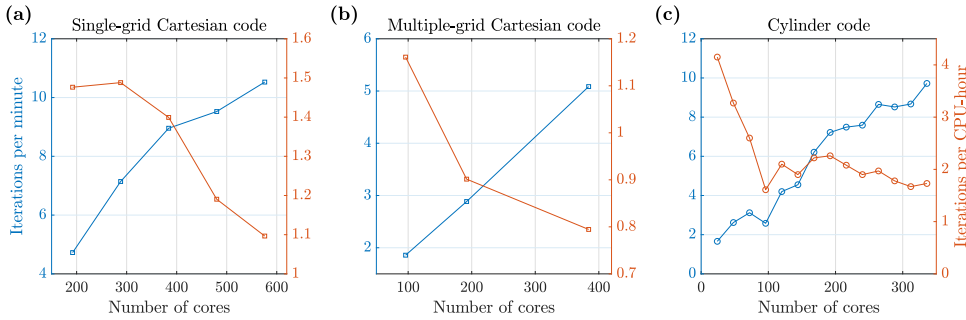 (a)
Single-grid Cartesian code
12
10
8
6
4
Iterations per minute
1.6
1.5
1.4
1.3
1.2
1.1
1
200 300 400 500 600
Number of cores
(b)
Multiple-grid Cartesian code
6
5
4
3
2
1.2
1.1
1
0.9
0.8
0.7
100 200 300 400
Number of cores
(c)
Cylinder code
12
10
8
6
4
2
0
4
3
2
1
0
Iterations per CPU-hour
0 100 200 300
Number of cores